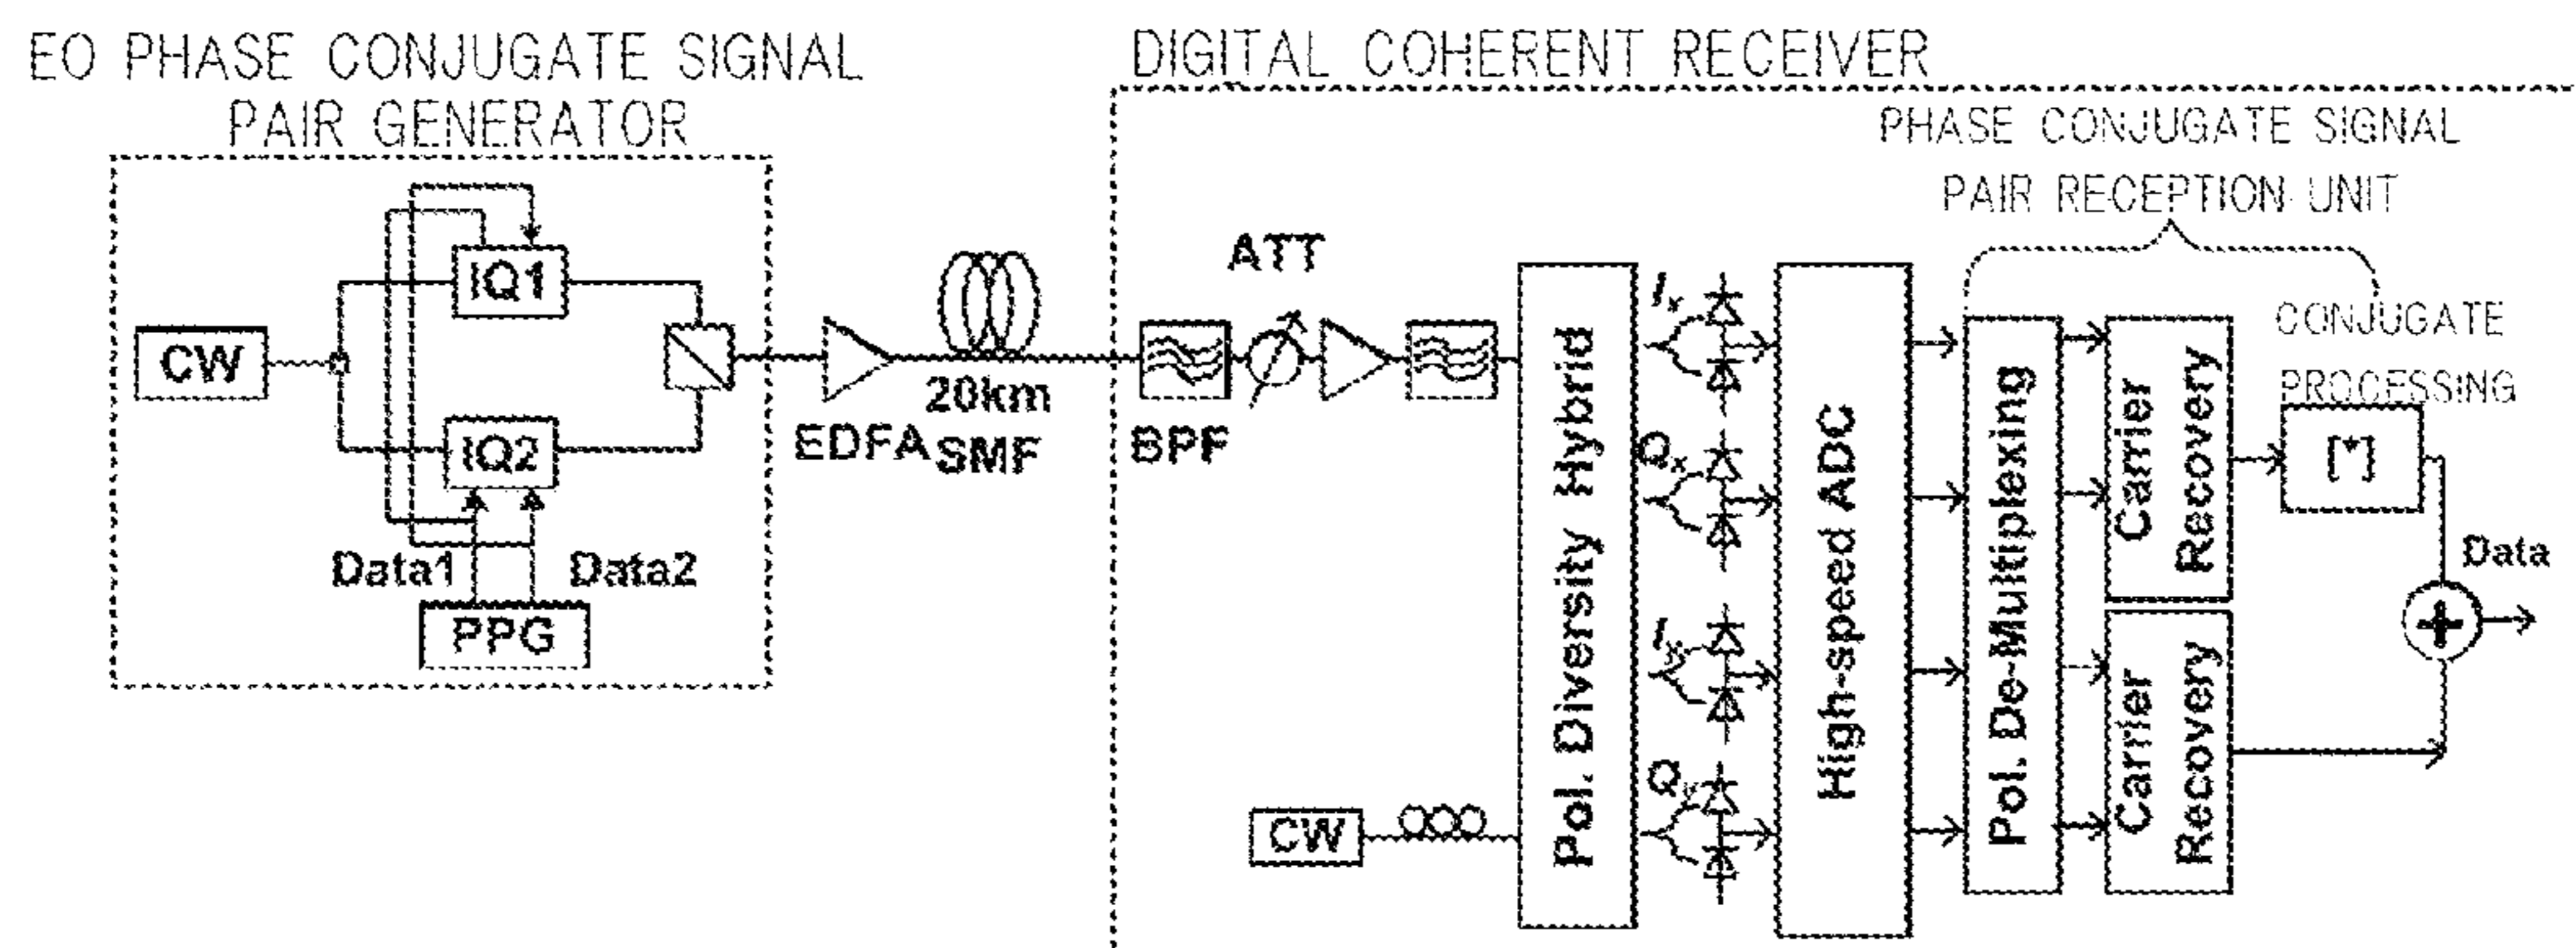 EO PHASE CONJUGATE SIGNAL
PAIR GENERATOR
DIGITAL COHERENT RECEIVER
PHASE CONJUGATE SIGNAL
PAIR RECEPTION UNIT
CONJUGATE
PROCESSING
CW
IQ1
IQ2
Data1
Data2
PPG
EDFA
20km
SMF
BPF
ATT
CW
Pol. Diversity Hybrid
Ix
Qx
Ix
Qy
High-speed ADC
Pol. De-Multiplexing
Carrier
Recovery
Carrier
Recovery
[*]
Data
+